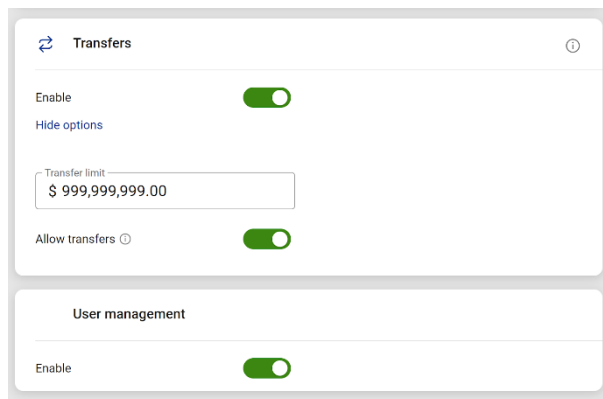 Transfers
Enable
Hide options
Transfer limit
$ 999,999,999.00
Allow transfers
User management
Enable